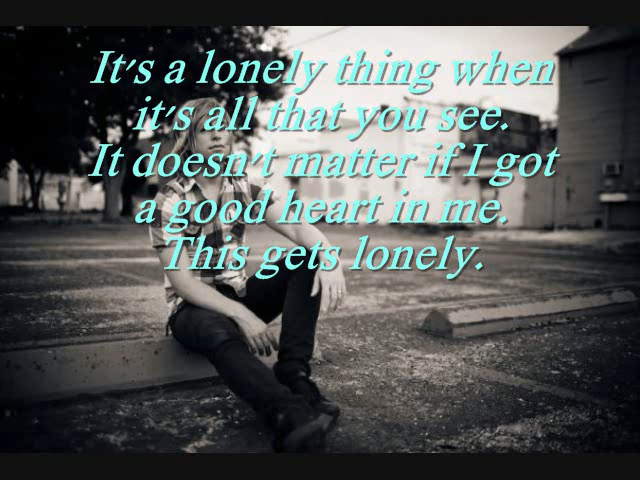 It's a lonely thing when
it's all that you see.
It doesn't matter if I got
a good heart in me.
This gets lonely.